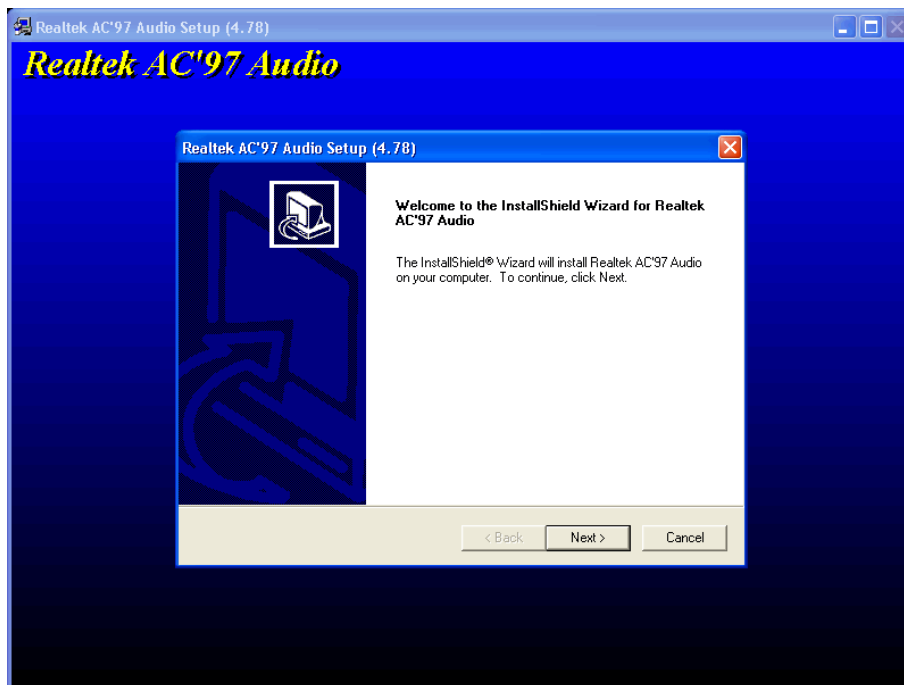 Realtek AC'97 Audio Setup (4.78)
Realtek AC'97 Audio
Realtek AC'97 Audio Setup (4.78)
Welcome to the InstallShield Wizard for Realtek
AC'97 Audio
The InstallShield® Wizard will install Realtek AC'97 Audio
on your computer.  To continue, click Next.
< Back
Next >
Cancel